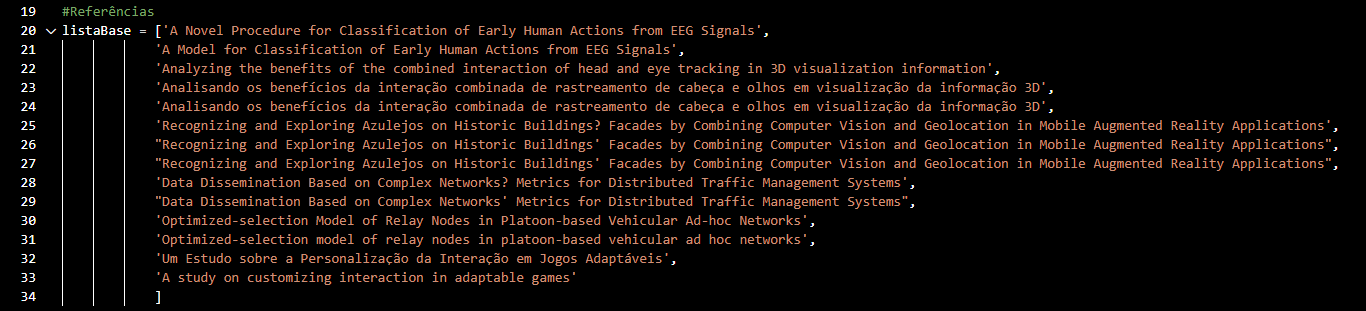 19 #Referências
20 listaBase = ['A Novel Procedure for Classification of Early Human Actions from EEG Signals',
21 'A Model for Classification of Early Human Actions from EEG Signals',
22 'Analyzing the benefits of the combined interaction of head and eye tracking in 3D visualization information',
23 'Analisando os benefícios da interação combinada de rastreamento de cabeça e olhos em visualização da informação 3D',
24 'Analisando os benefícios da interação combinada de rastreamento de cabeça e olhos em visualização da informação 3D',
25 'Recognizing and Exploring Azulejos on Historic Buildings? Facades by Combining Computer Vision and Geolocation in Mobile Augmented Reality Applications',
26 "Recognizing and Exploring Azulejos on Historic Buildings' Facades by Combining Computer Vision and Geolocation in Mobile Augmented Reality Applications",
27 "Recognizing and Exploring Azulejos on Historic Buildings' Facades by Combining Computer Vision and Geolocation in Mobile Augmented Reality Applications",
28 'Data Dissemination Based on Complex Networks? Metrics for Distributed Traffic Management Systems',
29 "Data Dissemination Based on Complex Networks' Metrics for Distributed Traffic Management Systems",
30 'Optimized-selection Model of Relay Nodes in Platoon-based Vehicular Ad-hoc Networks',
31 'Optimized-selection model of relay nodes in platoon-based vehicular ad hoc networks',
32 'Um Estudo sobre a Personalização da Interação em Jogos Adaptáveis',
33 'A study on customizing interaction in adaptable games'
34 ]